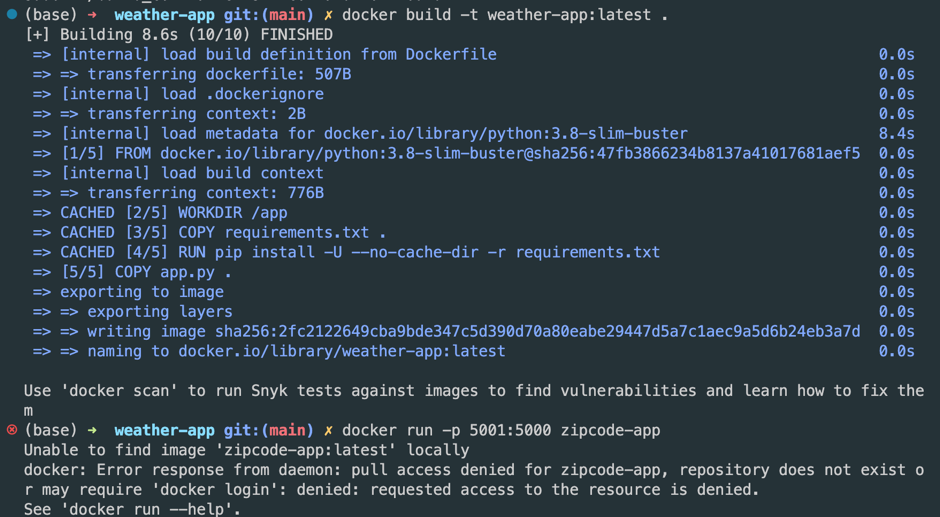 (base) → weather-app git:(main) ✗ docker build -t weather-app:latest .
[+] Building 8.6s (10/10) FINISHED
=> [internal] load build definition from Dockerfile 0.0s
=> => transferring dockerfile: 507B 0.0s
=> [internal] load .dockerignore 0.0s
=> => transferring context: 2B 0.0s
=> [internal] load metadata for docker.io/library/python:3.8-slim-buster 8.4s
=> [1/5] FROM docker.io/library/python:3.8-slim-buster@sha256:47fb3866234b8137a41017681aef5 0.0s
=> [internal] load build context 0.0s
=> => transferring context: 776B 0.0s
=> CACHED [2/5] WORKDIR /app 0.0s
=> CACHED [3/5] COPY requirements.txt . 0.0s
=> CACHED [4/5] RUN pip install -U --no-cache-dir -r requirements.txt 0.0s
=> [5/5] COPY app.py . 0.0s
=> exporting to image 0.0s
=> => exporting layers 0.0s
=> => writing image sha256:2fc2122649cba9bde347c5d390d70a80eabe29447d5a7c1aec9a5d6b24eb3a7d 0.0s
=> => naming to docker.io/library/weather-app:latest 0.0s
Use 'docker scan' to run Snyk tests against images to find vulnerabilities and learn how to fix the
m
(base) → weather-app git:(main) ✗ docker run -p 5001:5000 zipcode-app
Unable to find image 'zipcode-app:latest' locally
docker: Error response from daemon: pull access denied for zipcode-app, repository does not exist o
r may require 'docker login': denied: requested access to the resource is denied.
See 'docker run --help'.